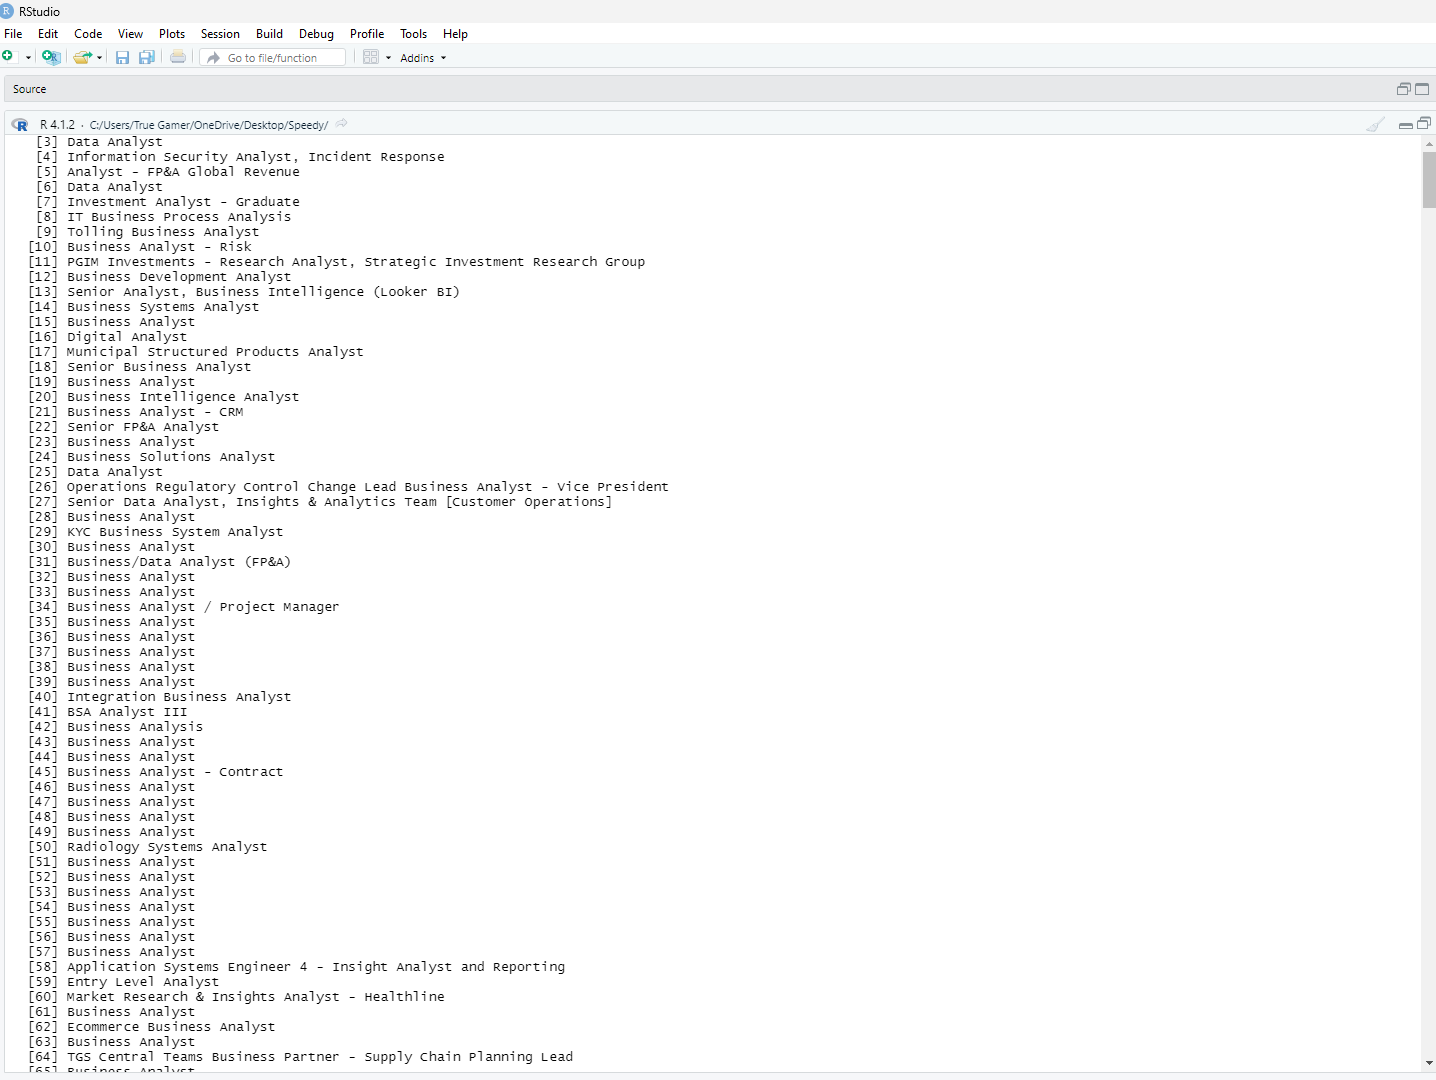 RStudio
File Edit Code View Plots Session Build Debug Profile Tools Help
Go to file/function Addins
Source
R 4.1.2 · C:/Users/True Gamer/OneDrive/Desktop/Speedy/
[3] Data Analyst
[4] Information Security Analyst, Incident Response
[5] Analyst - FP&A Global Revenue
[6] Data Analyst
[7] Investment Analyst - Graduate
[8] IT Business Process Analysis
[9] Tolling Business Analyst
[10] Business Analyst - Risk
[11] PGIM Investments - Research Analyst, Strategic Investment Research Group
[12] Business Development Analyst
[13] Senior Analyst, Business Intelligence (Looker BI)
[14] Business Systems Analyst
[15] Business Analyst
[16] Digital Analyst
[17] Municipal Structured Products Analyst
[18] Senior Business Analyst
[19] Business Analyst
[20] Business Intelligence Analyst
[21] Business Analyst - CRM
[22] Senior FP&A Analyst
[23] Business Analyst
[24] Business Solutions Analyst
[25] Data Analyst
[26] Operations Regulatory Control Change Lead Business Analyst - Vice President
[27] Senior Data Analyst, Insights & Analytics Team [Customer Operations]
[28] Business Analyst
[29] KYC Business System Analyst
[30] Business Analyst
[31] Business/Data Analyst (FP&A)
[32] Business Analyst
[33] Business Analyst
[34] Business Analyst / Project Manager
[35] Business Analyst
[36] Business Analyst
[37] Business Analyst
[38] Business Analyst
[39] Business Analyst
[40] Integration Business Analyst
[41] BSA Analyst III
[42] Business Analysis
[43] Business Analyst
[44] Business Analyst
[45] Business Analyst - Contract
[46] Business Analyst
[47] Business Analyst
[48] Business Analyst
[49] Business Analyst
[50] Radiology Systems Analyst
[51] Business Analyst
[52] Business Analyst
[53] Business Analyst
[54] Business Analyst
[55] Business Analyst
[56] Business Analyst
[57] Business Analyst
[58] Application Systems Engineer 4 - Insight Analyst and Reporting
[59] Entry Level Analyst
[60] Market Research & Insights Analyst - Healthline
[61] Business Analyst
[62] Ecommerce Business Analyst
[63] Business Analyst
[64] TGS Central Teams Business Partner - Supply Chain Planning Lead
[65] Business Analyst